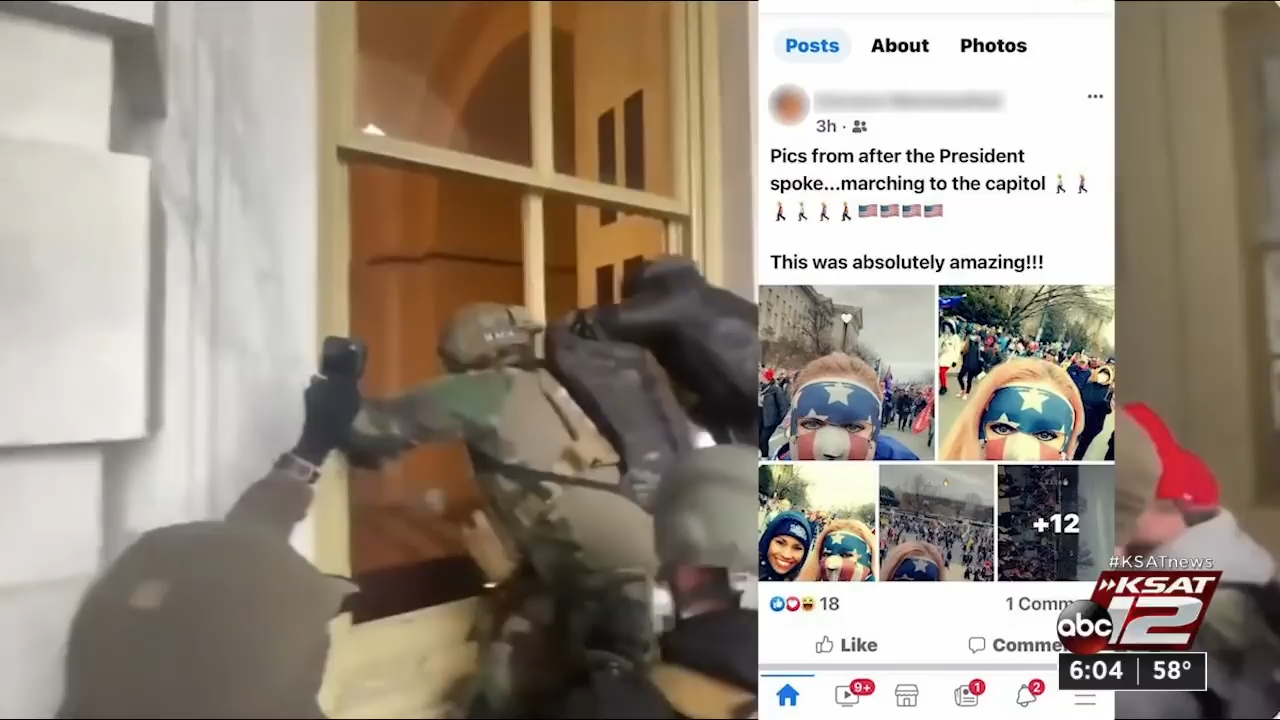 Posts About Photos
3h ·
Pics from after the President
spoke...marching to the capitol
This was absolutely amazing!!!
+12
18
1 Comm
Like
Comme
9+
1
2
#KSATnews
KSAT
abc 12
6:04 58°